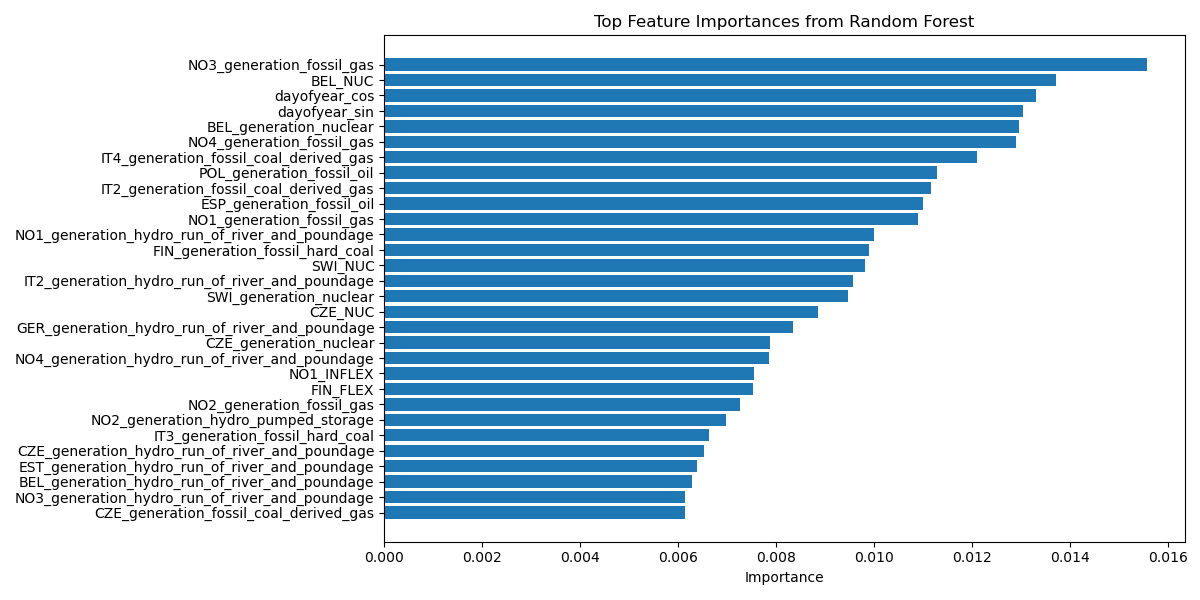 Top Feature Importances from Random Forest
NO3_generation_fossil_gas
BEL_NUC
dayofyear_cos
dayofyear_sin
BEL_generation_nuclear
NO4_generation_fossil_gas
IT4_generation_fossil_coal_derived_gas
POL_generation_fossil_oil
IT2_generation_fossil_coal_derived_gas
ESP_generation_fossil_oil
NO1_generation_fossil_gas
NO1_generation_hydro_run_of_river_and_poundage
FIN_generation_fossil_hard_coal
SWI_NUC
IT2_generation_hydro_run_of_river_and_poundage
SWI_generation_nuclear
CZE_NUC
GER_generation_hydro_run_of_river_and_poundage
CZE_generation_nuclear
NO4_generation_hydro_run_of_river_and_poundage
NO1_INFLEX
FIN_FLEX
NO2_generation_fossil_gas
NO2_generation_hydro_pumped_storage
IT3_generation_fossil_hard_coal
CZE_generation_hydro_run_of_river_and_poundage
EST_generation_hydro_run_of_river_and_poundage
BEL_generation_hydro_run_of_river_and_poundage
NO3_generation_hydro_run_of_river_and_poundage
CZE_generation_fossil_coal_derived_gas
0.000 0.002 0.004 0.006 0.008 0.010 0.012 0.014 0.016
Importance